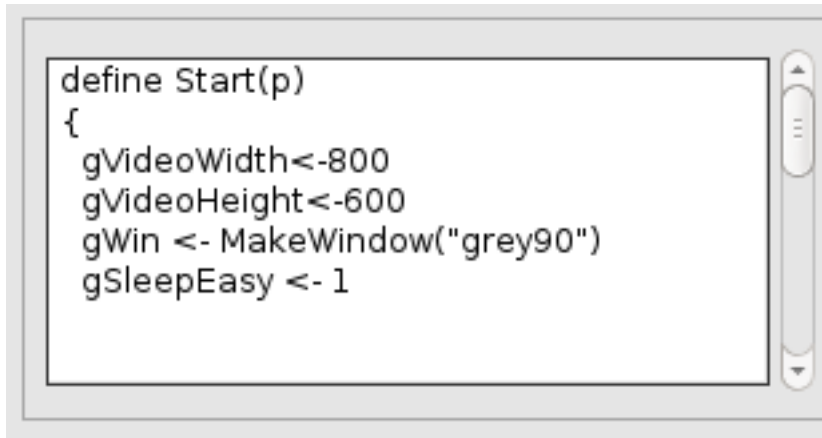 define Start(p)
{
gVideoWidth<-800
gVideoHeight<-600
gWin <- MakeWindow("grey90")
gSleepEasy <- 1